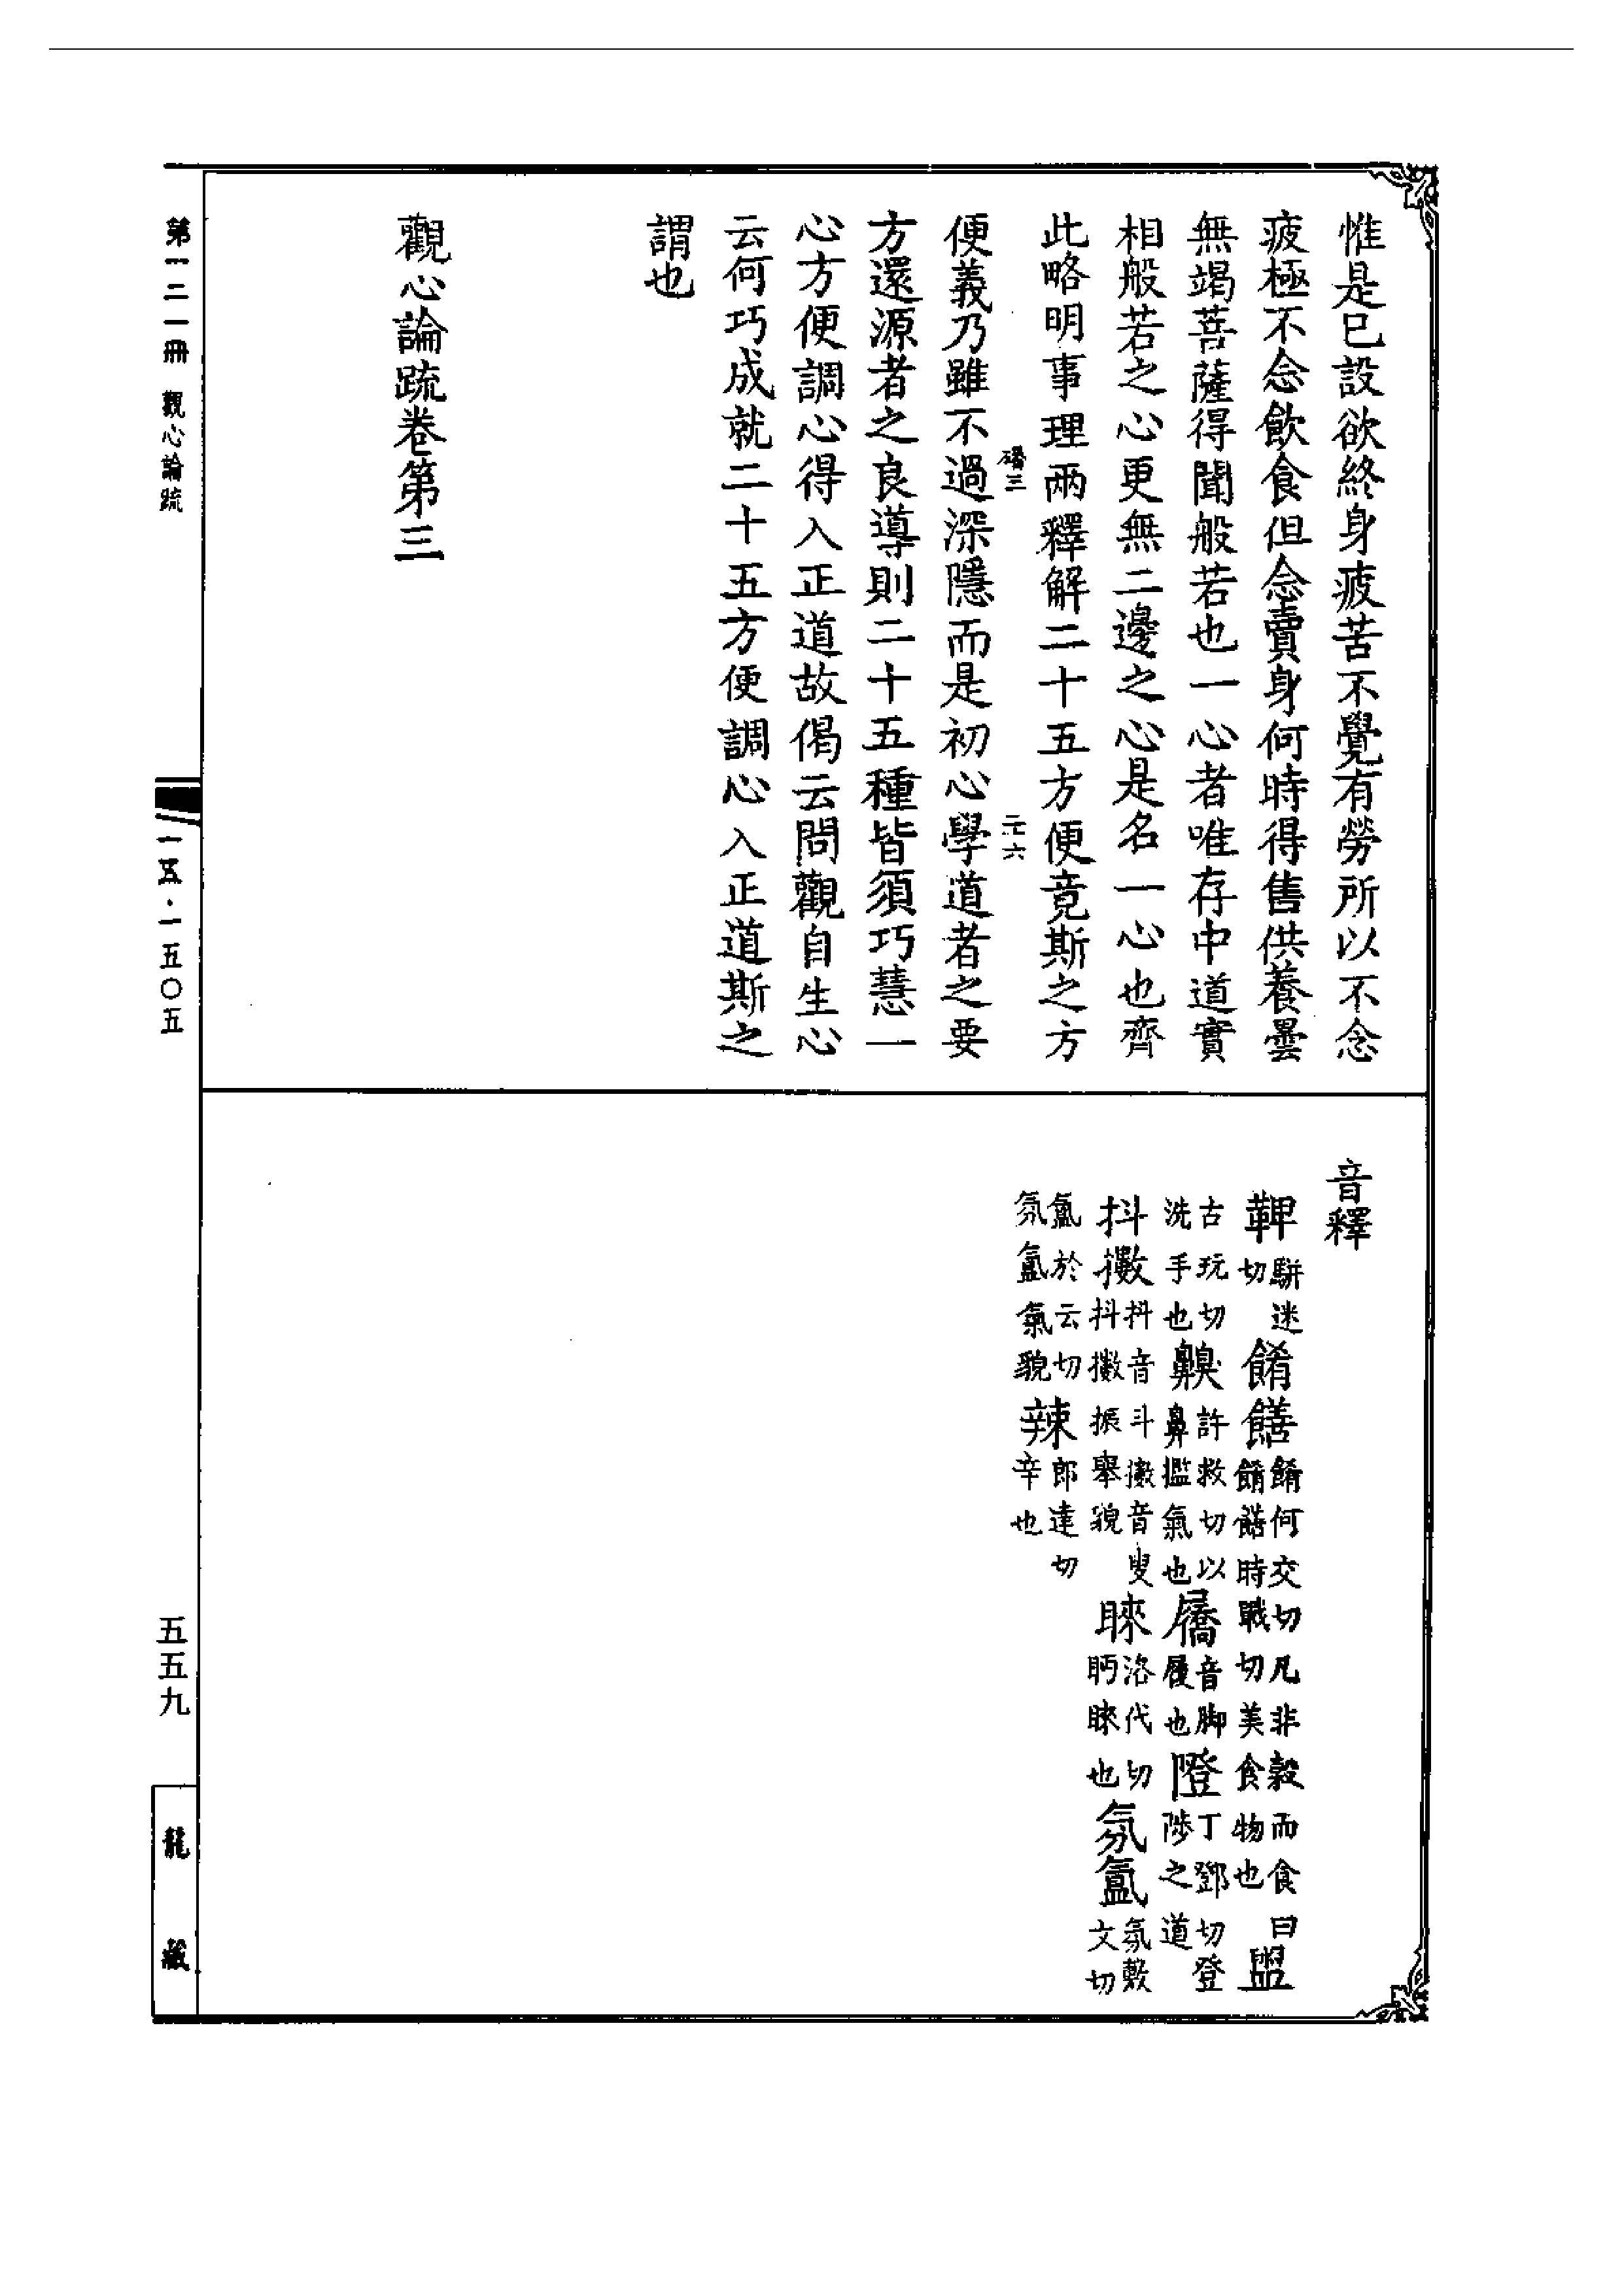 惟是已設欲終身疲苦不覺有勞所以不念
疲極不念飲食但念賣身何時得售供養曇
無竭菩薩得聞般若也一心者唯存中道實
相般若之心更無二邊之心是名一心也齊
此略明事理兩釋解二十五方便竟斯之方
二六
便義乃雖不過深隱而是初心學道者之要
方還源者之良導則二十五種皆須巧慧一
心方便調心得入正道故偈云問觀自生心
云何巧成就二十五方便調心入正道斯之
謂也
觀心論疏卷第三
音釋
鞞駢迷切餚饍餚何交切凡非穀而食曰餚饍時戰切美食物也盥
古玩切洗手也齅許救切以鼻㩜氣也屩音脚履也隥丁鄧切登陟之道
抖擻抖音斗擻音叟抖擻振舉貌睞洛代切眄睞也氛氳氛敷文切
氳於云切氛氳氣貌辣郎達切辛也
第一二一冊 觀心論疏
一五·一五〇五
五五九
龍藏